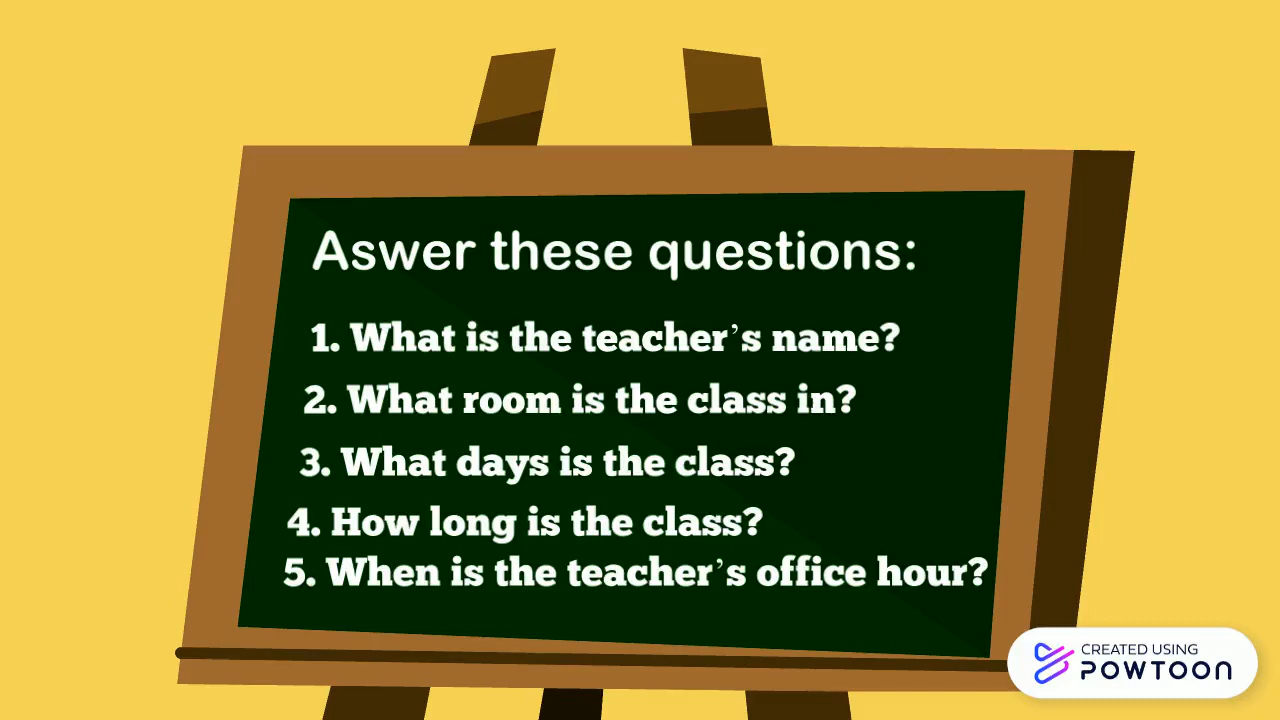 Aswer these questions:
1. What is the teacher's name?
2. What room is the class in?
3. What days is the class?
4. How long is the class?
5. When is the teacher's office hour?
CREATED USING
POWTOON